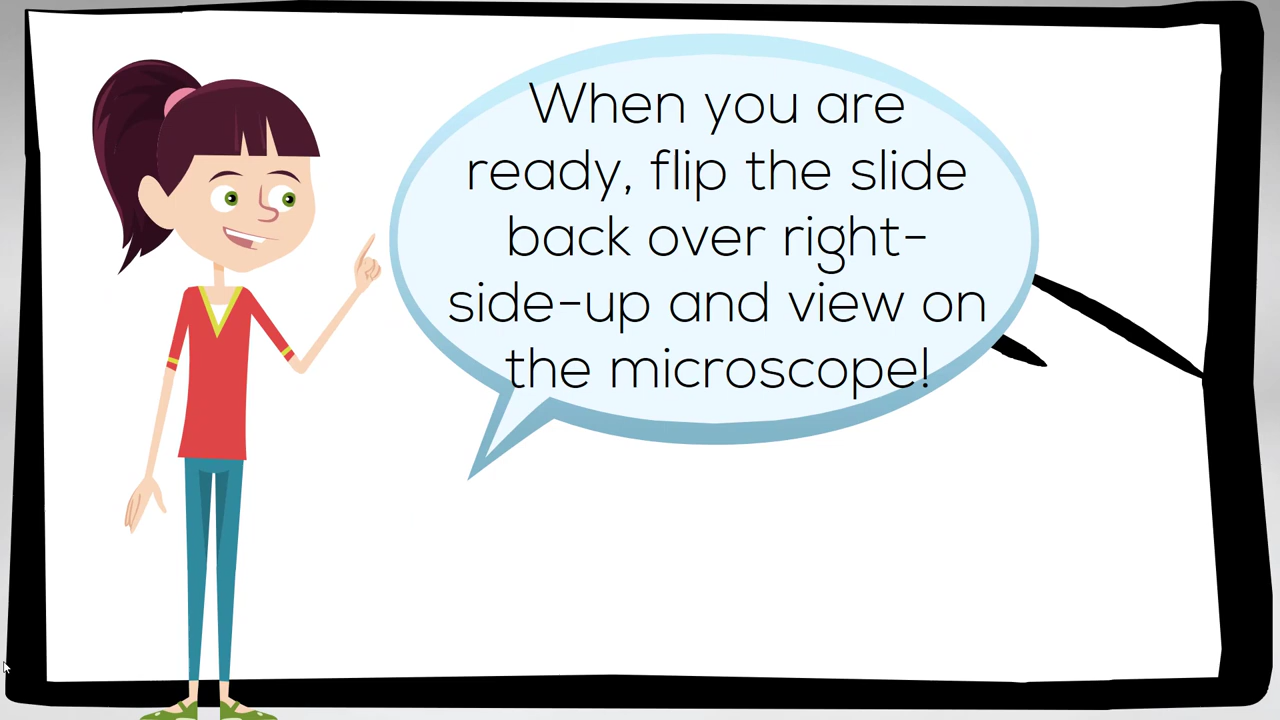 When you are
ready, flip the slide
back over right-
side-up and view on
the microscope!